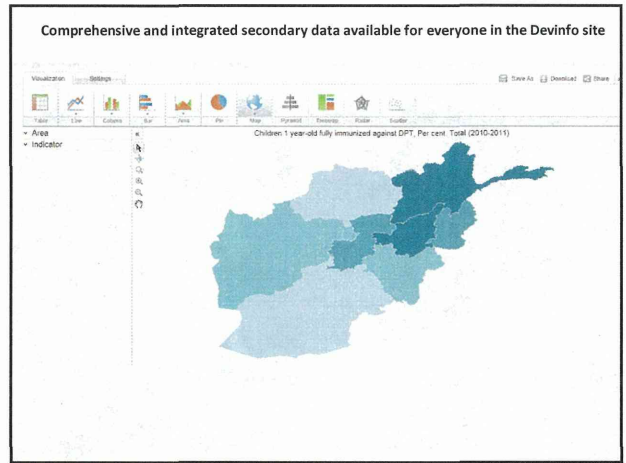 Comprehensive and integrated secondary data available for everyone in the Devinfo site
Visualization Settings
Save As Download Share
Table Line Column Bar Area Pie Map Pyramid Treemap Radar Scatter
Area
Indicator
Children 1 year-old fully immunized against DPT, Per cent Total (2010-2011)